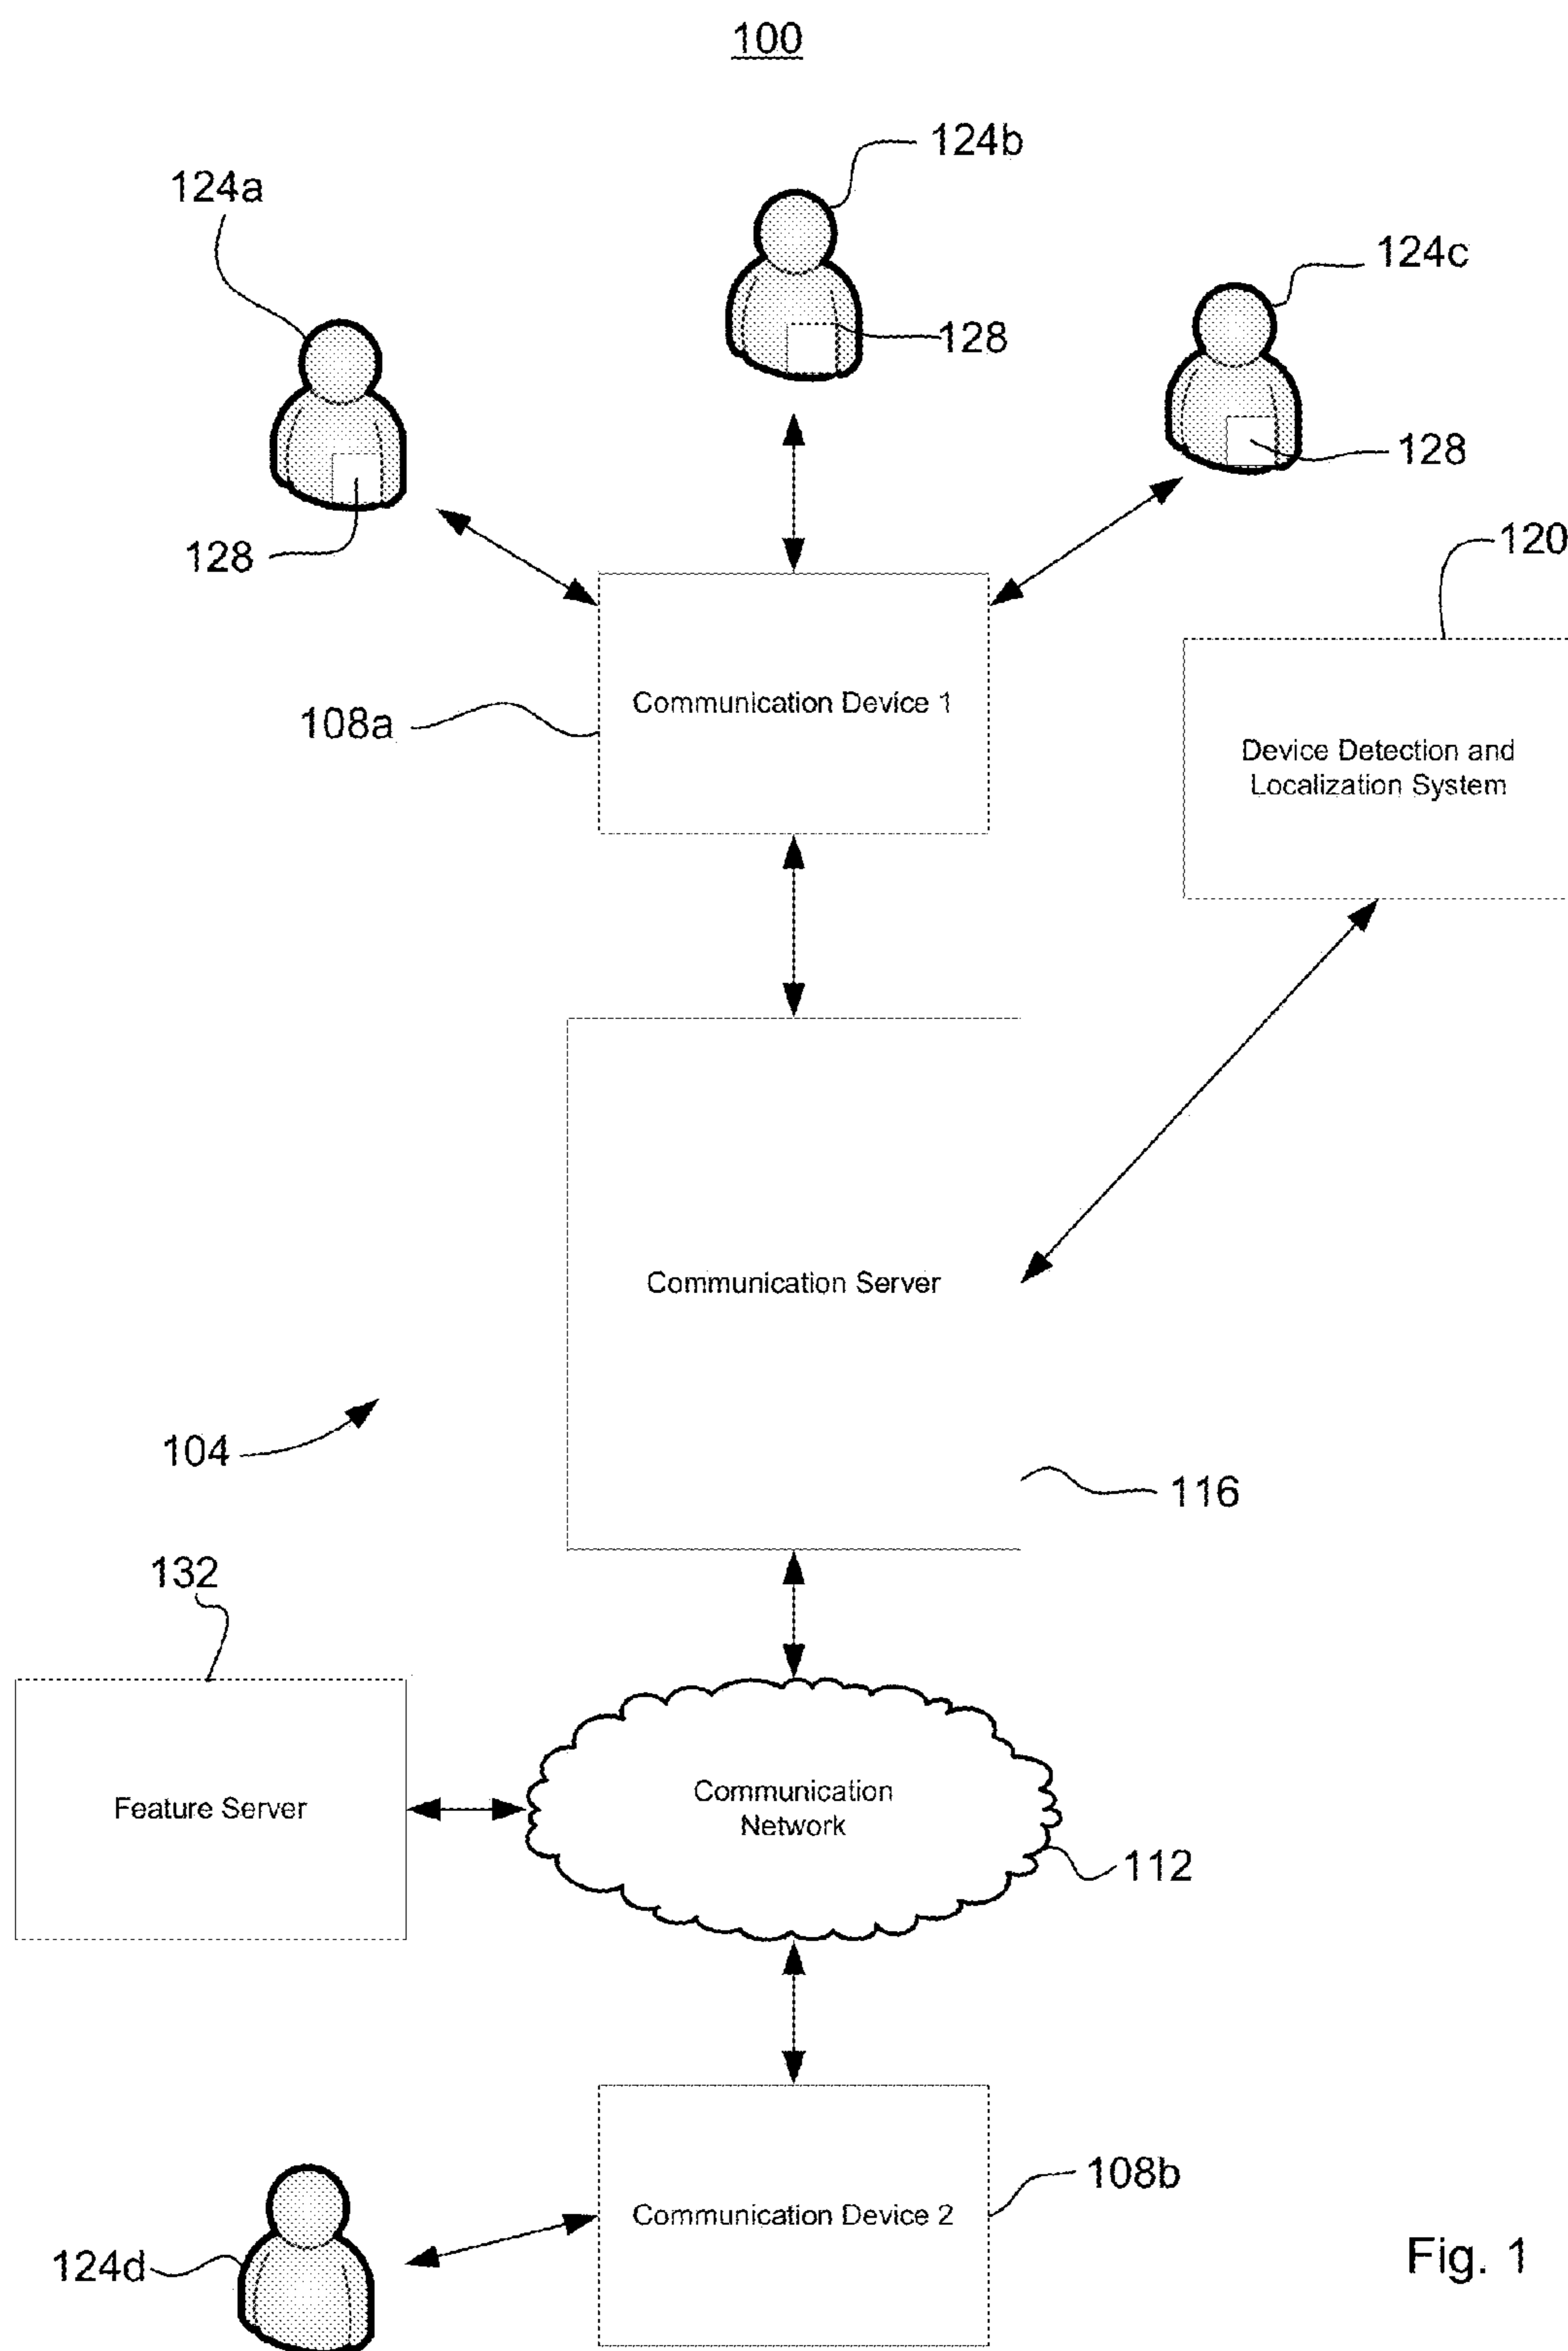 100
124b
124a
124c
128
128
128
120
Communication Device 1
108a
Device Detection and
Localization System
Communication Server
104
116
132
Feature Server
Communication
Network
112
108b
Communication Device 2
124d
Fig. 1